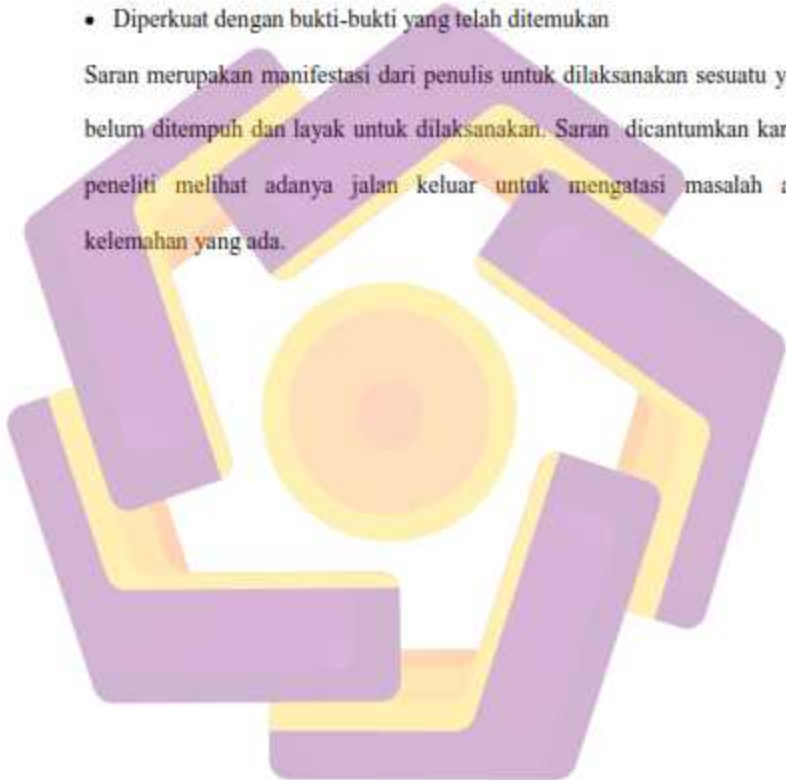 • Diperkuat dengan bukti-bukti yang telah ditemukan
Saran merupakan manifestasi dari penulis untuk dilaksanakan sesuatu y
belum ditempuh dan layak untuk dilaksanakan. Saran dicantumkan kar
peneliti melihat adanya jalan keluar untuk mengatasi masalah a
kelemahan yang ada.